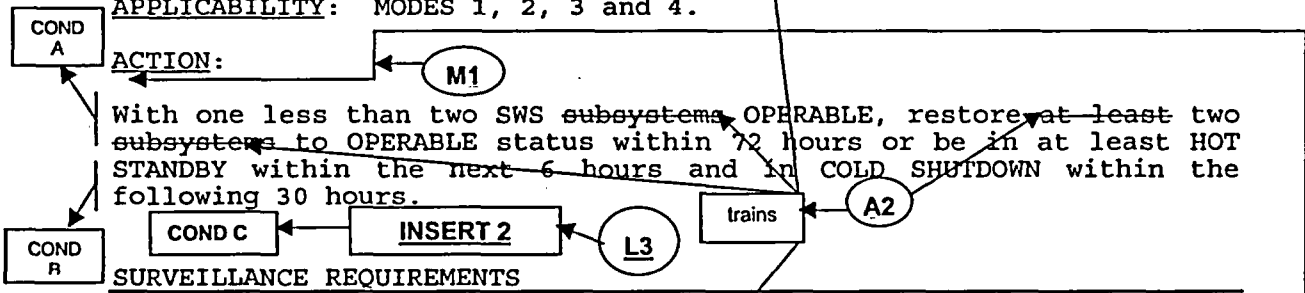 APPLICABILITY: MODES 1, 2, 3 and 4.
COND
A
ACTION:
M1
With one less than two SWS subsystems OPERABLE, restore at least two
subsystems to OPERABLE status within 72 hours or be in at least HOT
STANDBY within the next 6 hours and in COLD SHUTDOWN within the
following 30 hours.
trains
A2
COND C
INSERT 2
L3
COND
B
SURVEILLANCE REQUIREMENTS